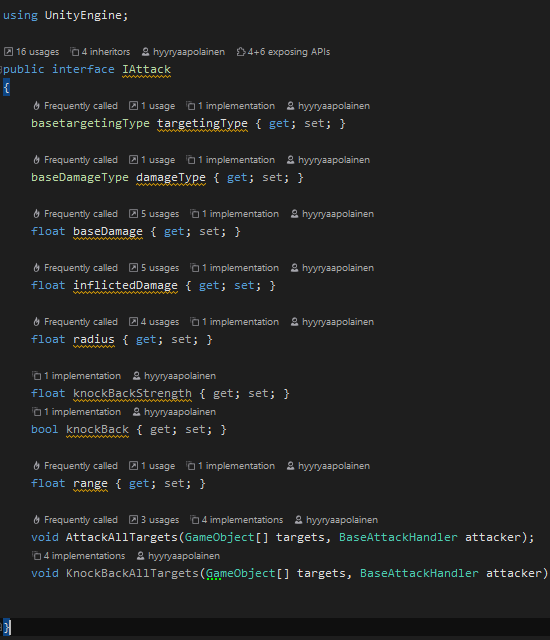 using UnityEngine;
16 usages 4 inheritors hyyryaapolainen 4+6 exposing APIs
public interface IAttack
{
Frequently called 1 usage 1 implementation hyyryaapolainen
basetargetingType targetingType { get; set; }
Frequently called 1 usage 1 implementation hyyryaapolainen
baseDamageType damageType { get; set; }
Frequently called 5 usages 1 implementation hyyryaapolainen
float baseDamage { get; set; }
Frequently called 5 usages 1 implementation hyyryaapolainen
float inflictedDamage { get; set; }
Frequently called 4 usages 1 implementation hyyryaapolainen
float radius { get; set; }
1 implementation hyyryaapolainen
float knockBackStrength { get; set; }
1 implementation hyyryaapolainen
bool knockBack { get; set; }
Frequently called 1 usage 1 implementation hyyryaapolainen
float range { get; set; }
Frequently called 3 usages 4 implementations hyyryaapolainen
void AttackAllTargets(GameObject[] targets, BaseAttackHandler attacker);
4 implementations hyyryaapolainen
void KnockBackAllTargets(GameObject[] targets, BaseAttackHandler attacker)
}